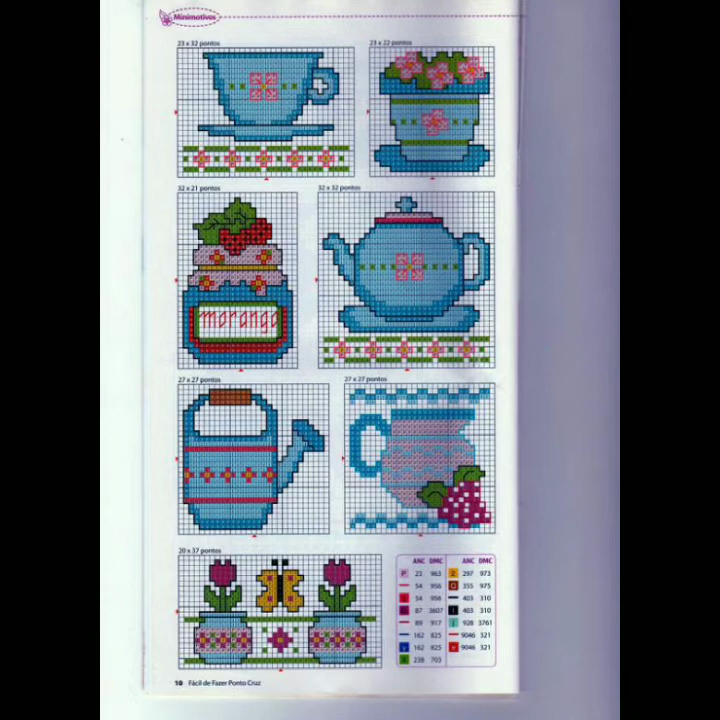 Minimotivos
23 x 32 pontos
23 x 22 pontos
32 x 21 pontos
32 x 32 pontos
morango
27 x 27 pontos
27 x 27 pontos
20 x 37 pontos
ANC DMC ANC DMC
P 23 963 2 297 973
54 956 355 975
54 956 403 310
87 3607 403 310
89 917 928 3761
162 825 9046 321
162 825 9046 321
238 703
10 Fácil de Fazer Ponto Cruz